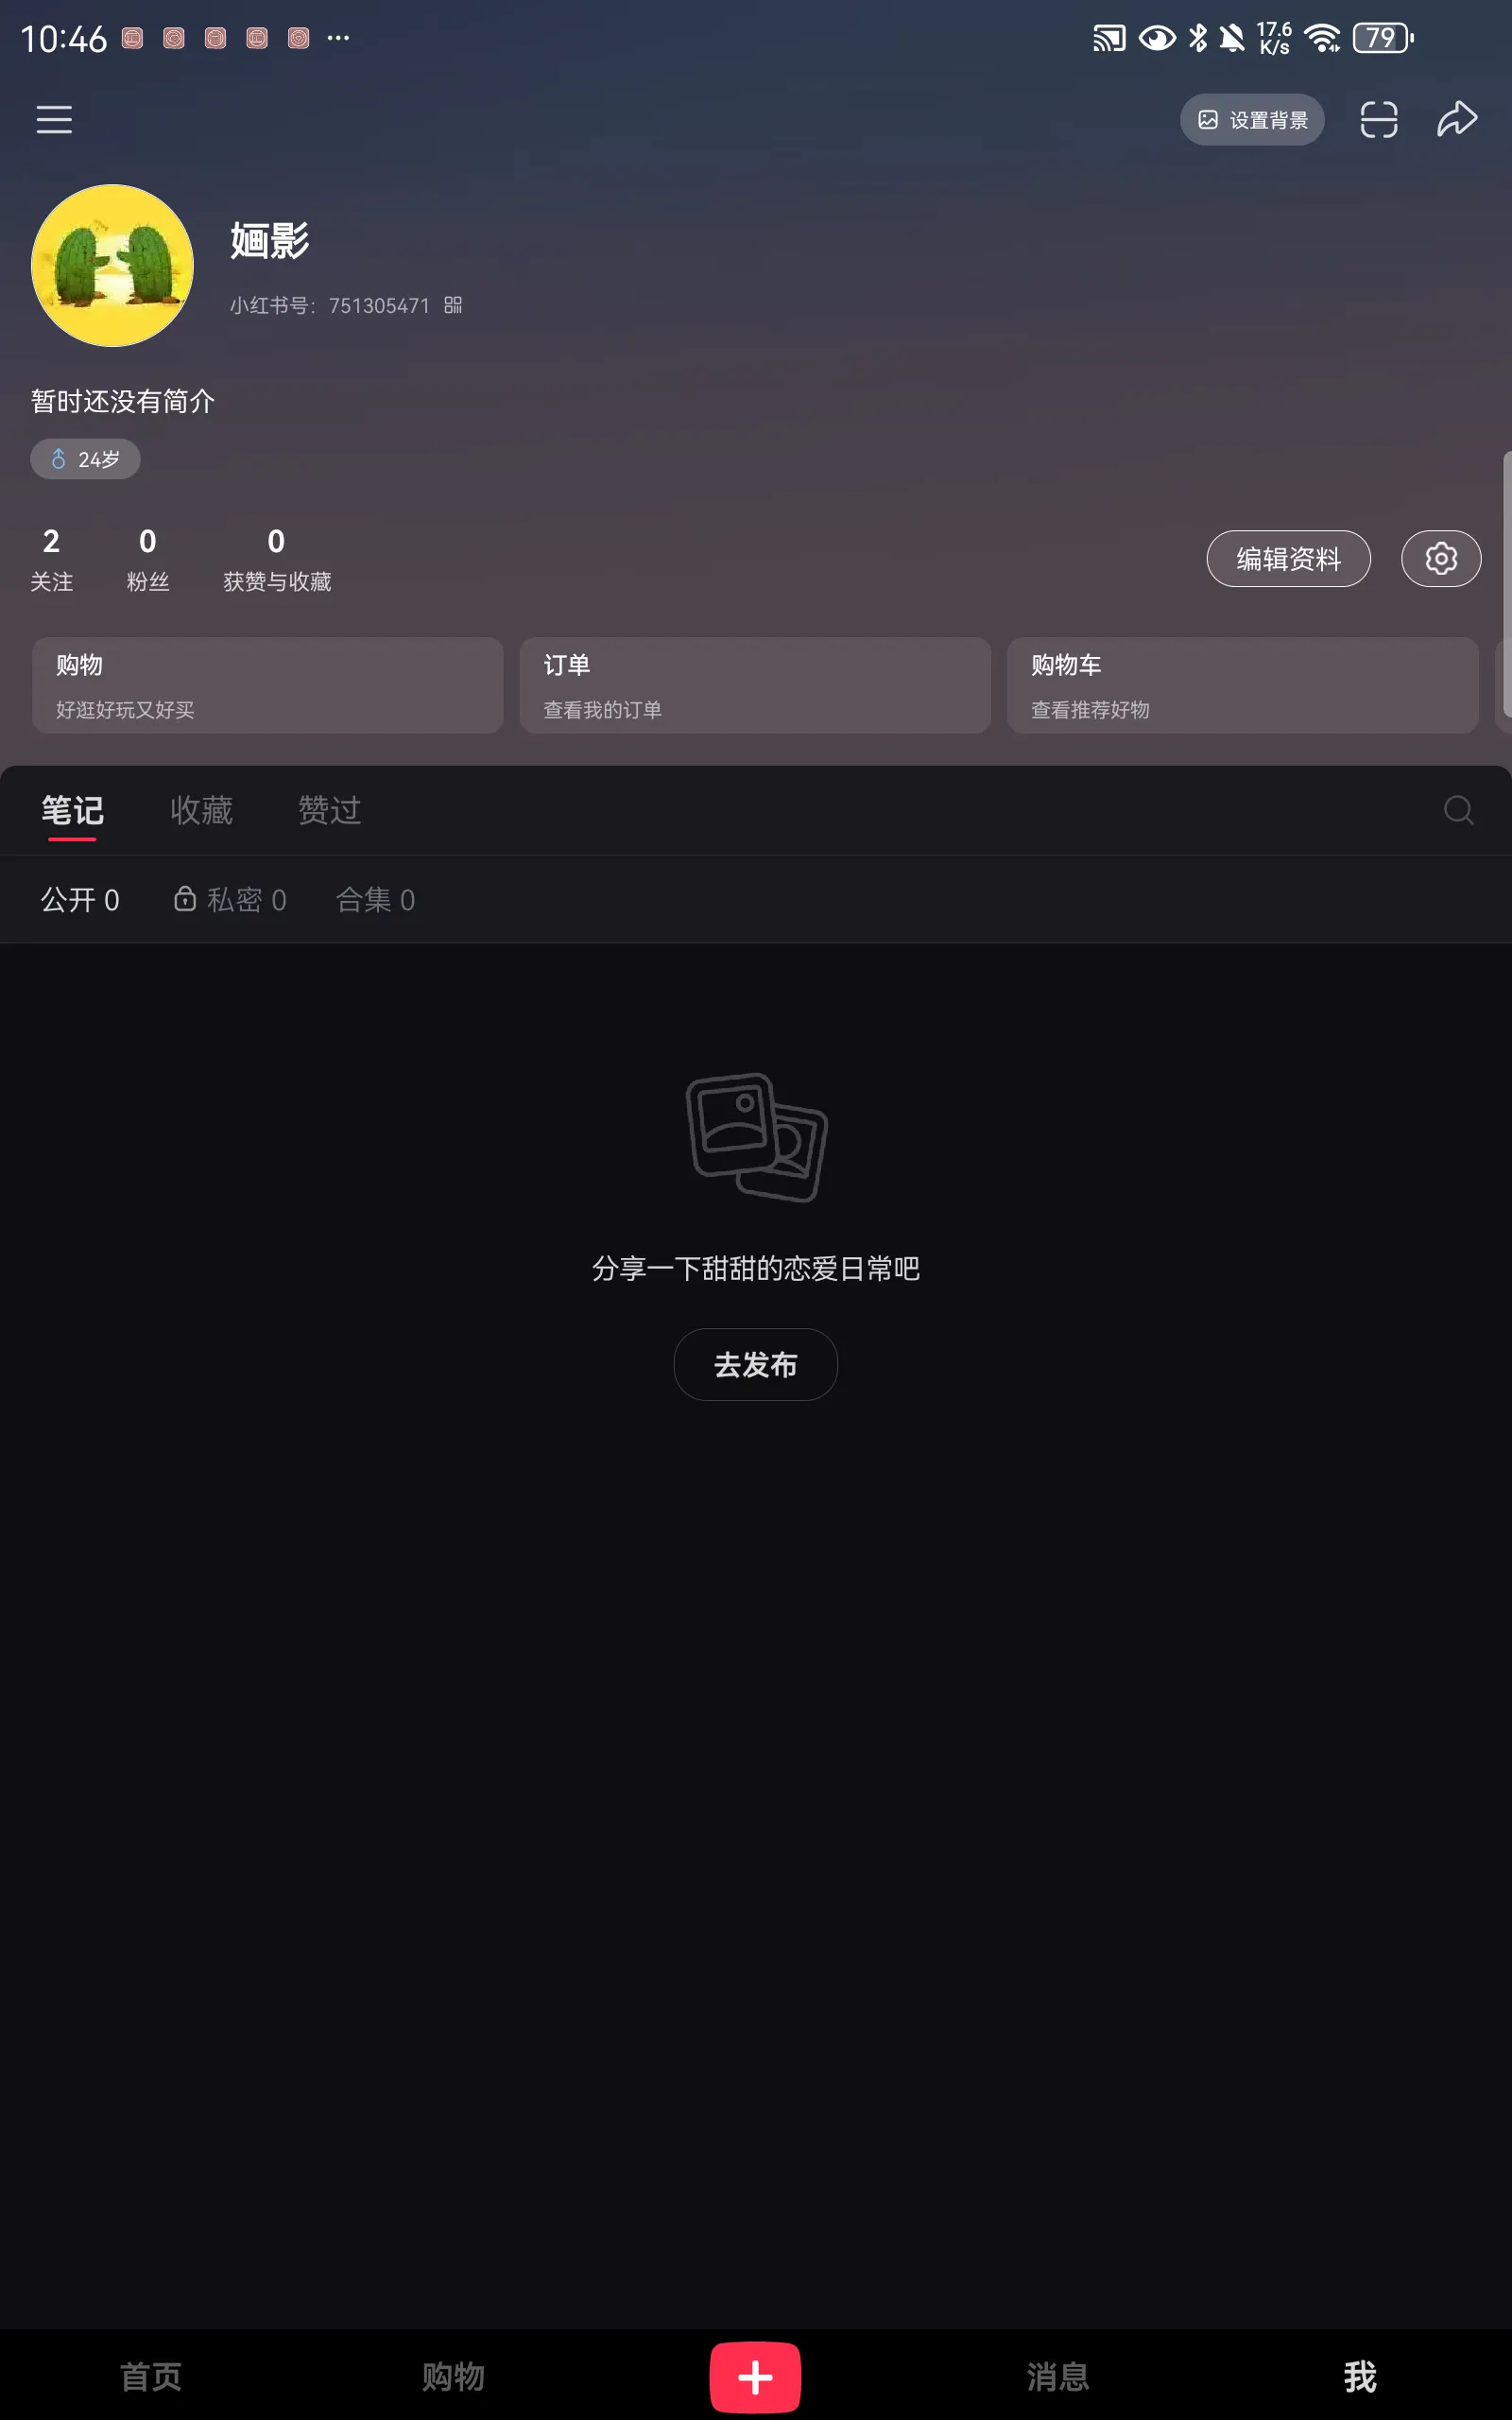 10:46
17.6
K/s
79
设置背景
婳影
小红书号：751305471
暂时还没有简介
24岁
2 0 0
关注 粉丝 获赞与收藏
编辑资料
购物 订单 购物车
好逛好玩又好买 查看我的订单 查看推荐好物
笔记 收藏 赞过
公开 0 私密 0 合集 0
分享一下甜甜的恋爱日常吧
去发布
首页 购物 消息 我